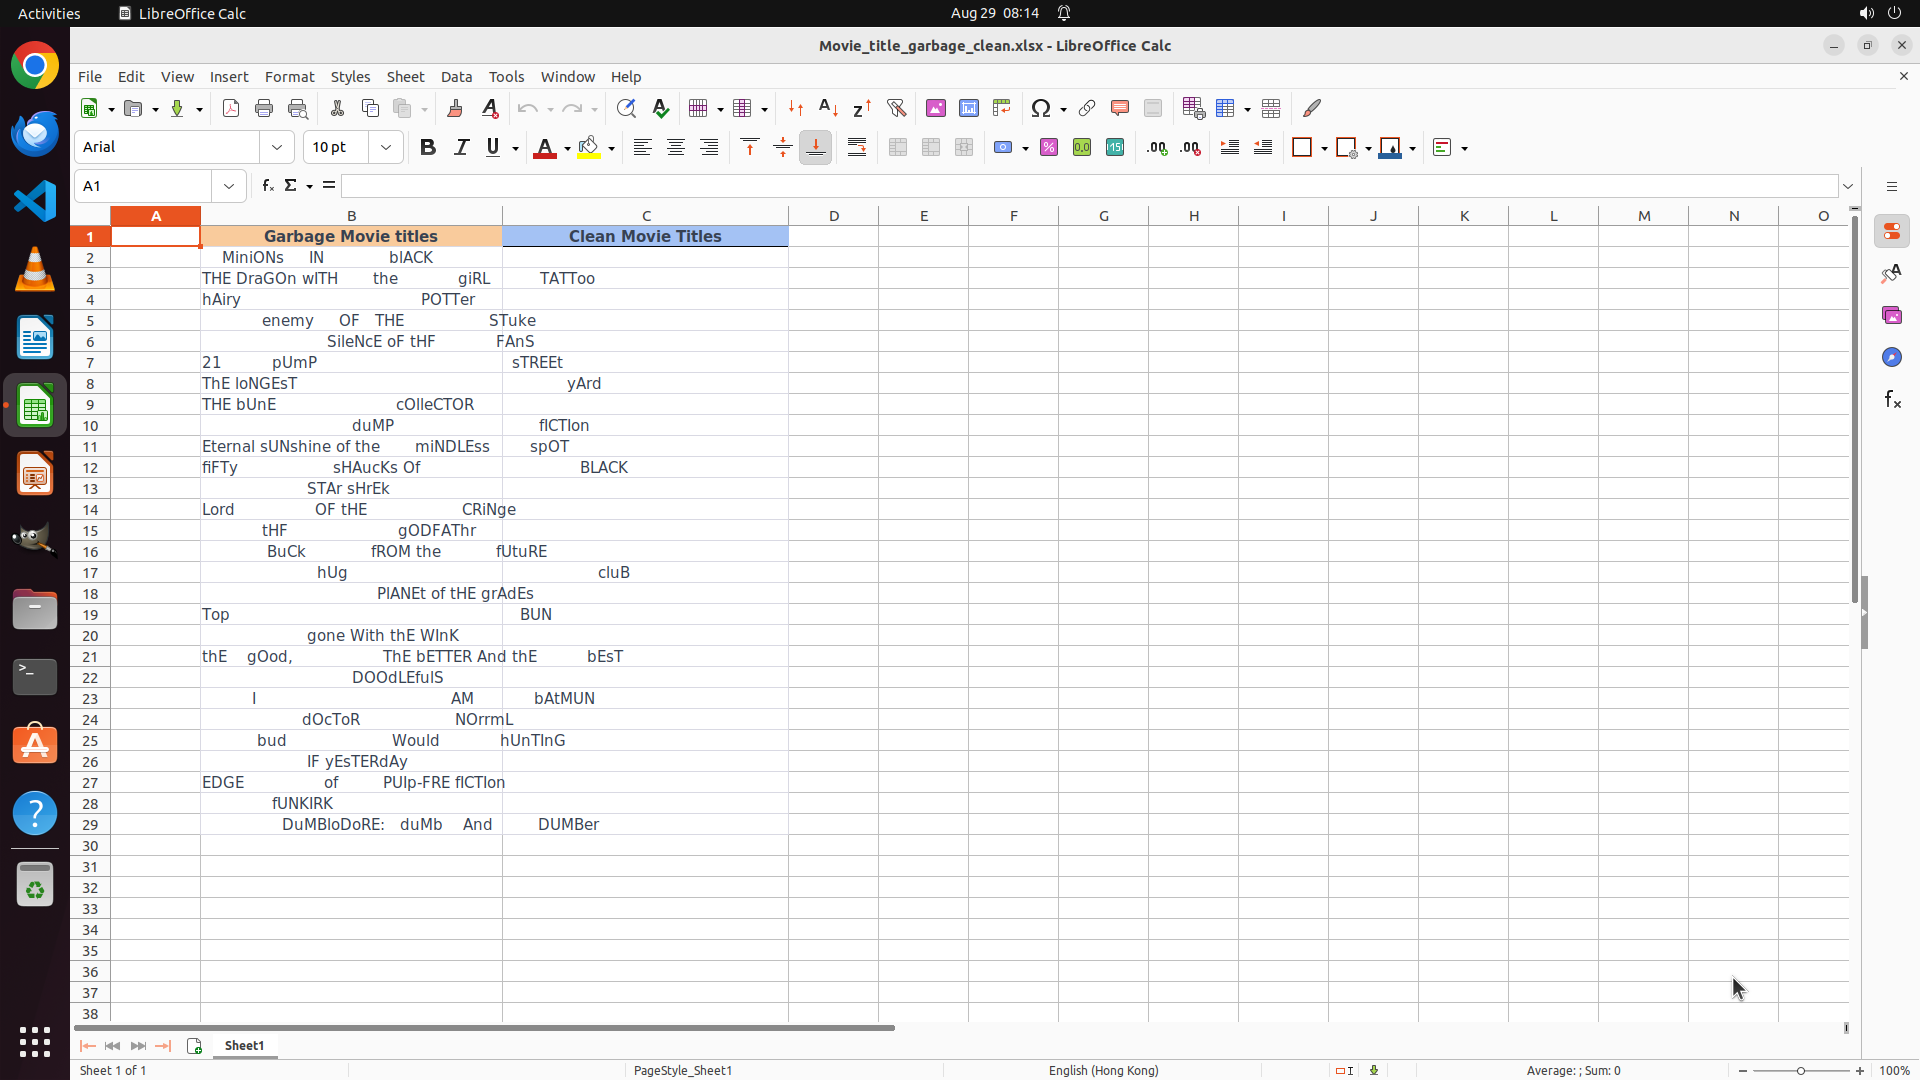 Activities LibreOffice Calc Aug 29 08:14
Movie_title_garbage_clean.xlsx - LibreOffice Calc
File Edit View Insert Format Styles Sheet Data Tools Window Help
Arial 10 pt
A1
A B C D E F G H I J K L M N O
1 Garbage Movie titles Clean Movie Titles
2 MiniONs IN blACK
3 THE DraGOn wITH the giRL TATToo
4 hAiry POTTer
5 enemy OF THE STuke
6 SileNcE oF tHF FAnS
7 21 pUmP sTREEt
8 ThE loNGEsT yArd
9 THE bUnE cOlleCTOR
10 duMP fICTIon
11 Eternal sUNshine of the miNDLEss spOT
12 fiFTy sHAucKs Of BLACK
13 STAr sHrEk
14 Lord OF tHE CRiNge
15 tHF gODFAThr
16 BuCk fROM the fUtuRE
17 hUg cluB
18 PlANEt of tHE grAdEs
19 Top BUN
20 gone With thE WInK
21 thE gOod, ThE bETTER And thE bEsT
22 DOOdLEfulS
23 I AM bAtMUN
24 dOcToR NOrrmL
25 bud Would hUnTInG
26 IF yEsTERdAy
27 EDGE of PUlp-FRE fICTIon
28 fUNKIRK
29 DuMBloDoRE: duMb And DUMBer
30
31
32
33
34
35
36
37
38
Sheet1
Sheet 1 of 1 PageStyle_Sheet1 English (Hong Kong) Average: ; Sum: 0 100%